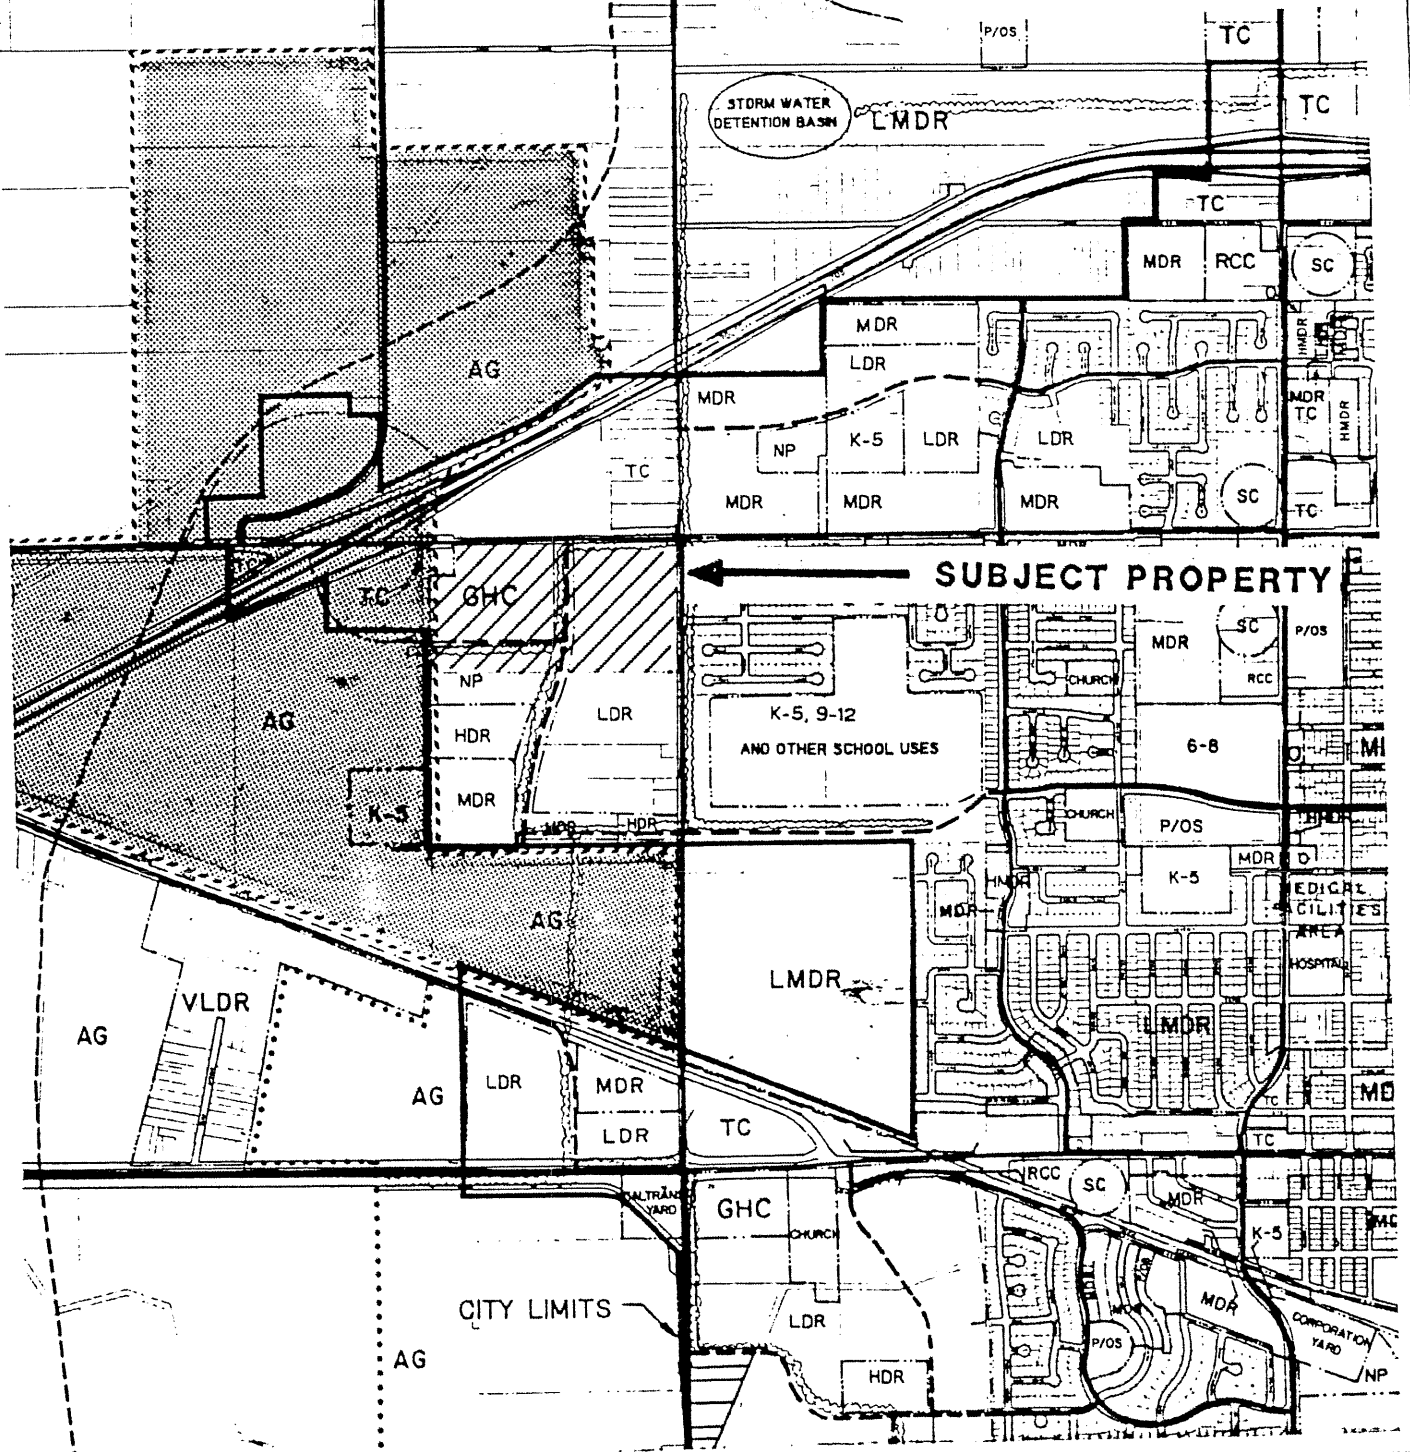 P/OS
TC
STORM WATER
DETENTION BASIN
LMDR
TC
TC
MDR
RCC
SC
MDR
HMDR
LDR
AG
MDR
MDR
TC
HMDR
K-5
LDR
LDR
NP
TC
MDR
MDR
MDR
SC
TC
SUBJECT PROPERTY
TC
GHC
MDR
SC
P/OS
CHURCH
RCC
NP
AG
LDR
K-5, 9-12
HDR
AND OTHER SCHOOL USES
6-8
MDR
K-5
HDR
CHURCH
P/OS
MDR
K-5
HMDR
MDR
AG
MEDICAL
FACILITIES
AREA
HOSPITAL
LMDR
VLDR
AG
LMDR
LDR
MDR
AG
MD
LDR
TC
TC
TC
RCC
SC
MDR
CALTRANS
YARD
GHC
CHURCH
K-5
CITY LIMITS
LDR
MDR
MDR
CORPORATION
YARD
P/OS
AG
HDR
NP